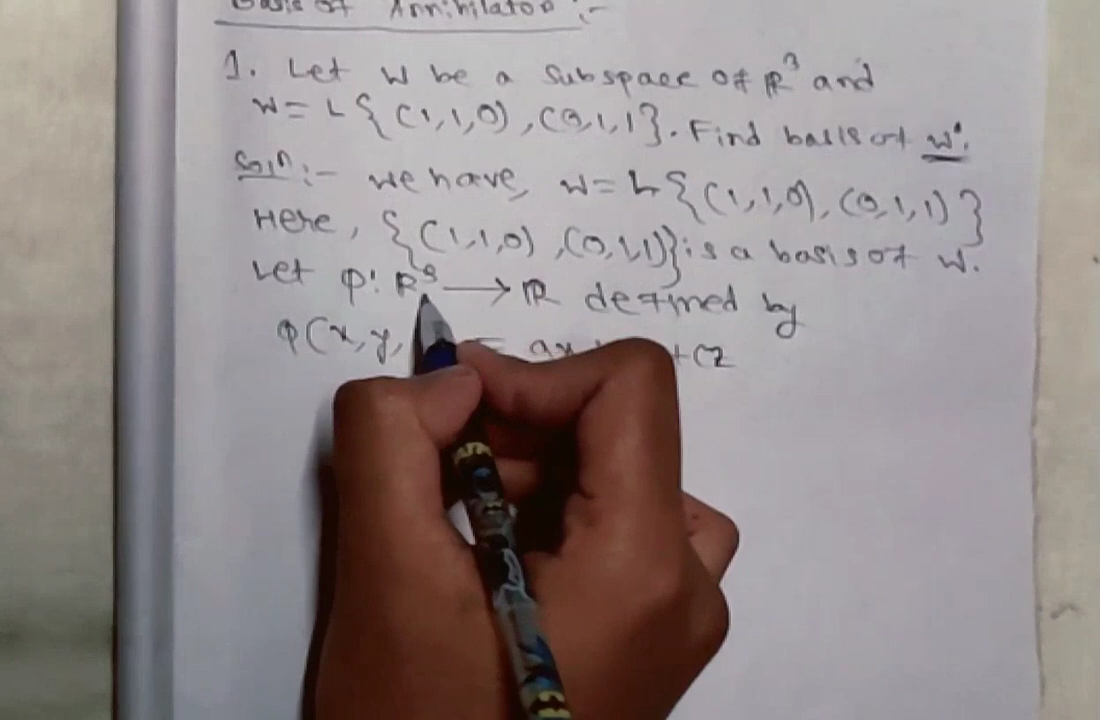 Basis of Annihilator :-
1. Let W be a subspace of R³ and
W = L{(1,1,0), (0,1,1}. Find basis of W°.
Solⁿ:- we have, W = L{(1,1,0), (0,1,1)}
Here, {(1,1,0), (0,1,1)} is a basis of W.
Let φ: R³ → R defined by
φ(x, y, = ax + cz